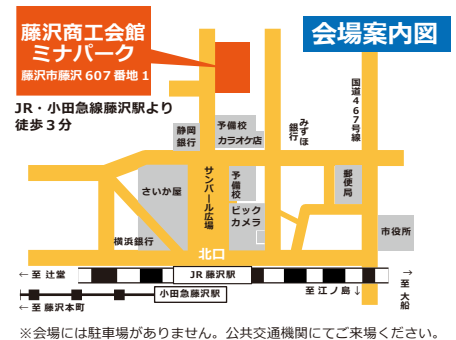 藤沢商工会館
ミナパーク
藤沢市藤沢607番地1
会場案内図
JR・小田急線藤沢駅より
徒歩3分
国道467号線
みずほ
銀行
静岡
銀行
予備校
カラオケ店
サンパール広場
さいか屋
予備校
ビック
カメラ
郵便局
市役所
横浜銀行
北口
←至辻堂
JR藤沢駅
→至大船
小田急藤沢駅
至江ノ島↓
←至藤沢本町
※会場には駐車場がありません。公共交通機関にてご来場ください。